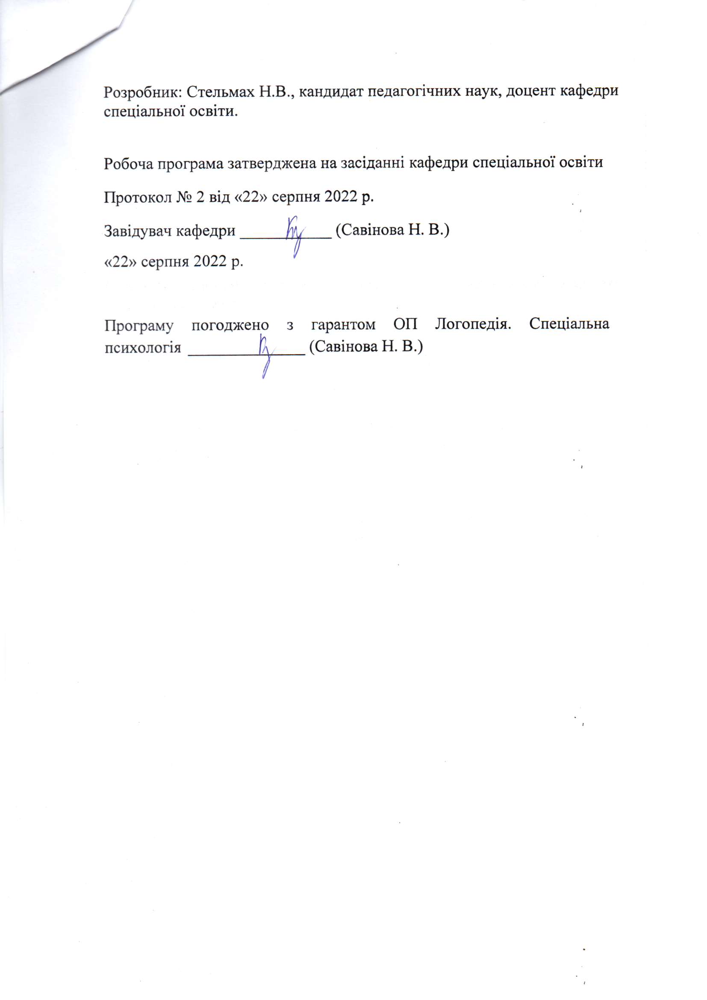 Розробник: Стельмах Н.В., кандидат педагогічних наук, доцент кафедри
спеціальної освіти.
Робоча програма затверджена на засіданні кафедри спеціальної освіти
Протокол № 2 від «22» серпня 2022 р.
Завідувач кафедри ____________ (Савінова Н. В.)
«22» серпня 2022 р.
Програму погоджено з гарантом ОП Логопедія. Спеціальна
психологія _______________ (Савінова Н. В.)